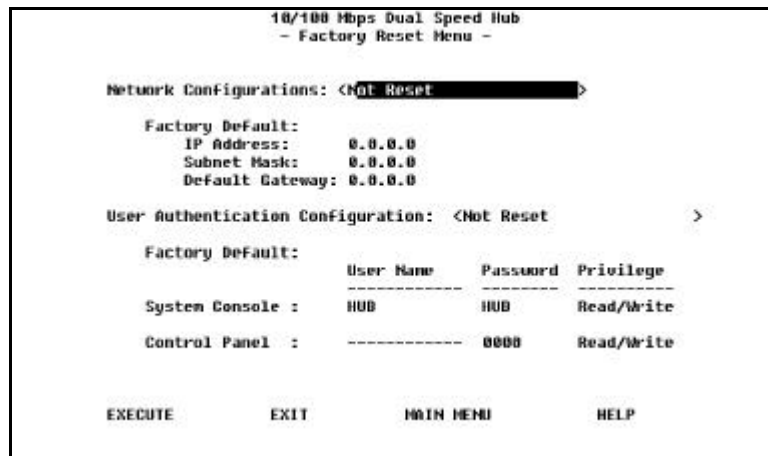 10/100 Mbps Dual Speed Hub
- Factory Reset Menu -
Network Configurations: <Not Reset >
Factory Default:
IP Address: 0.0.0.0
Subnet Mask: 0.0.0.0
Default Gateway: 0.0.0.0
User Authentication Configuration: <Not Reset >
Factory Default:
User Name Password Privilege
------------ -------- ----------
System Console : HUB HUB Read/Write
Control Panel : ------------ 0000 Read/Write
EXECUTE EXIT MAIN MENU HELP